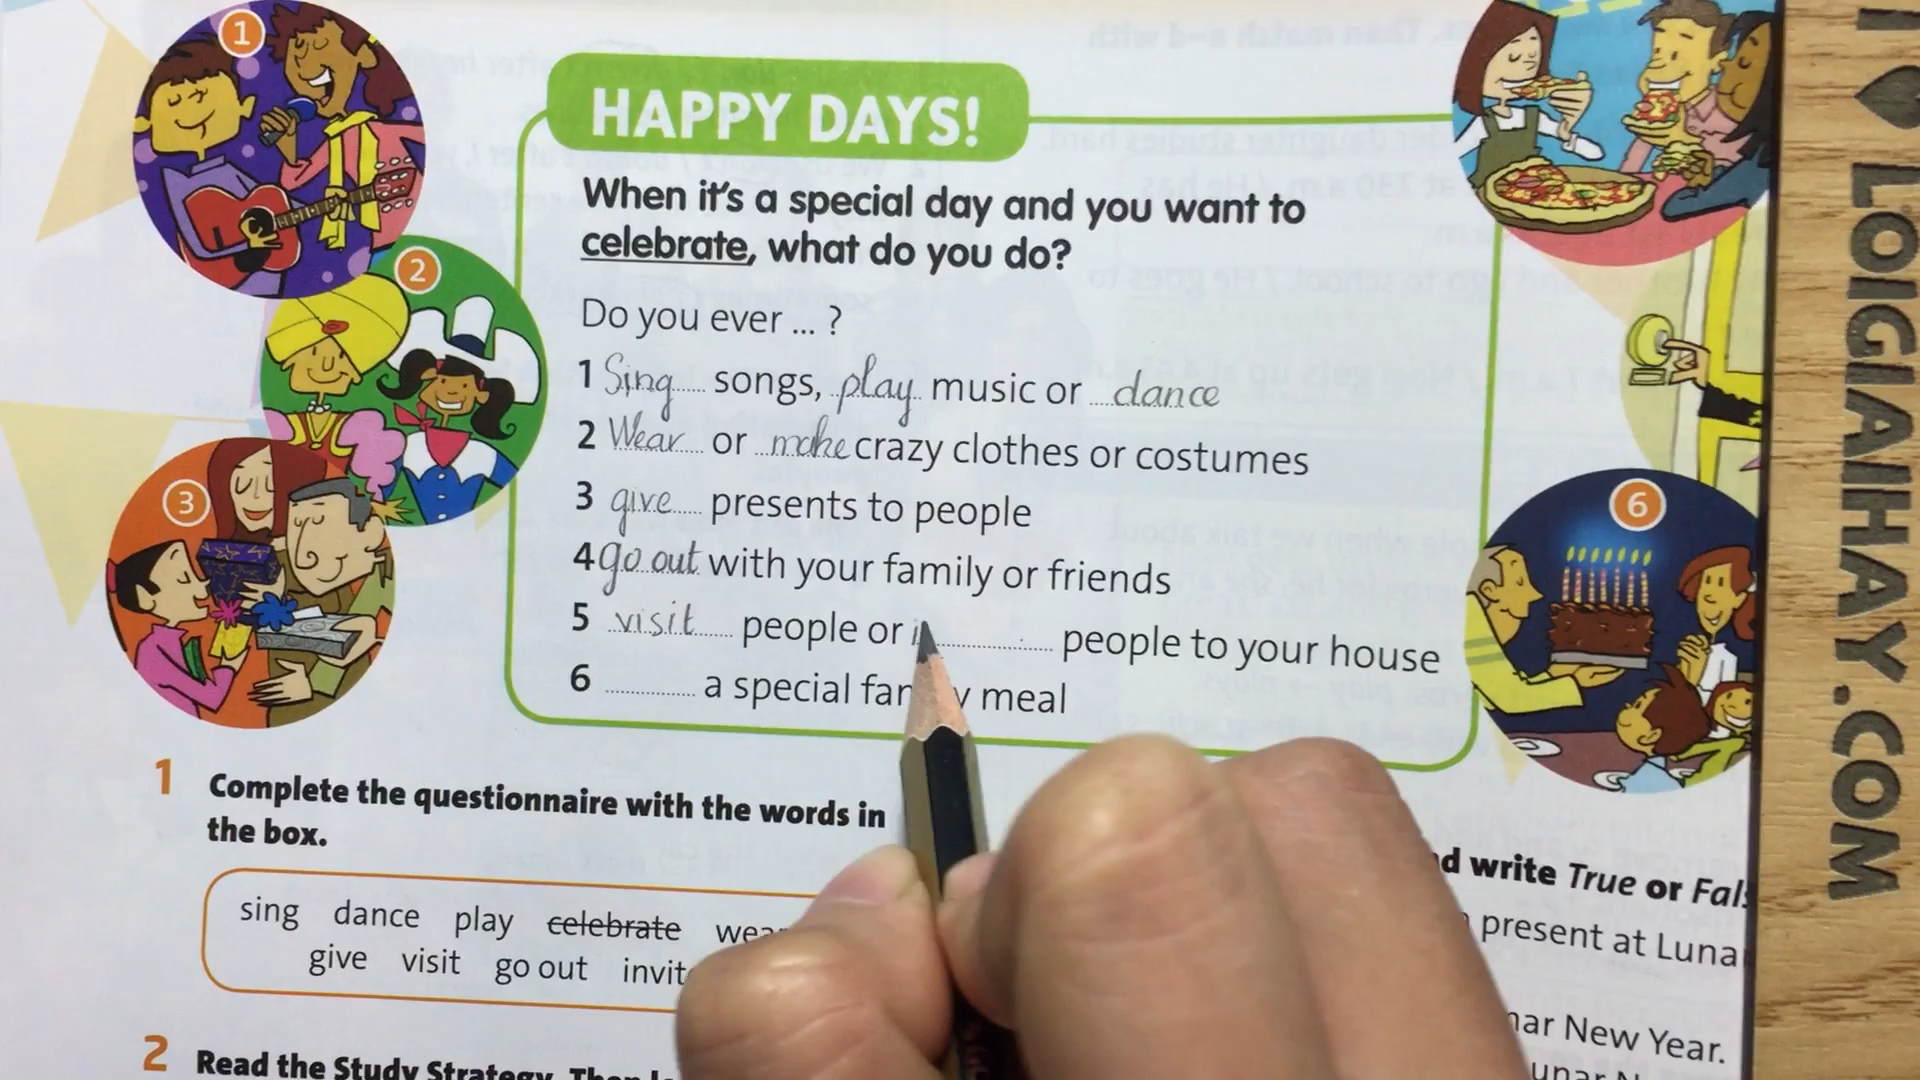 1
HAPPY DAYS!
When it's a special day and you want to
celebrate, what do you do?
Do you ever ... ?
1 Sing songs, play music or dance
2 Wear or make crazy clothes or costumes
3 give presents to people
4 go out with your family or friends
5 visit people or people to your house
6 a special meal
2
3
6
1 Complete the questionnaire with the words in
the box.
sing dance play celebrate
give visit go out
2 Read the Study Strategy.
write True or
present at
New Year.
I ♥ LOIGIAIHAY.COM